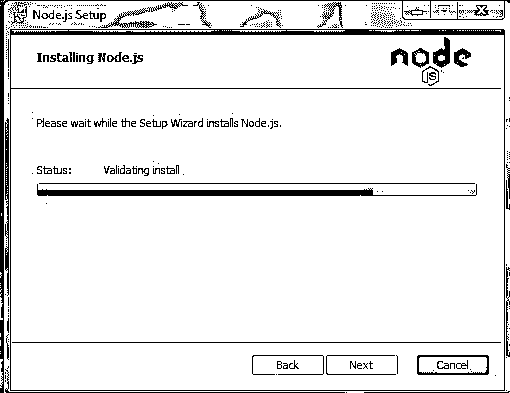 Node.js Setup
Installing Node.js
node
JS
Please wait while the Setup Wizard installs Node.js.
Status: Validating install
Back Next Cancel